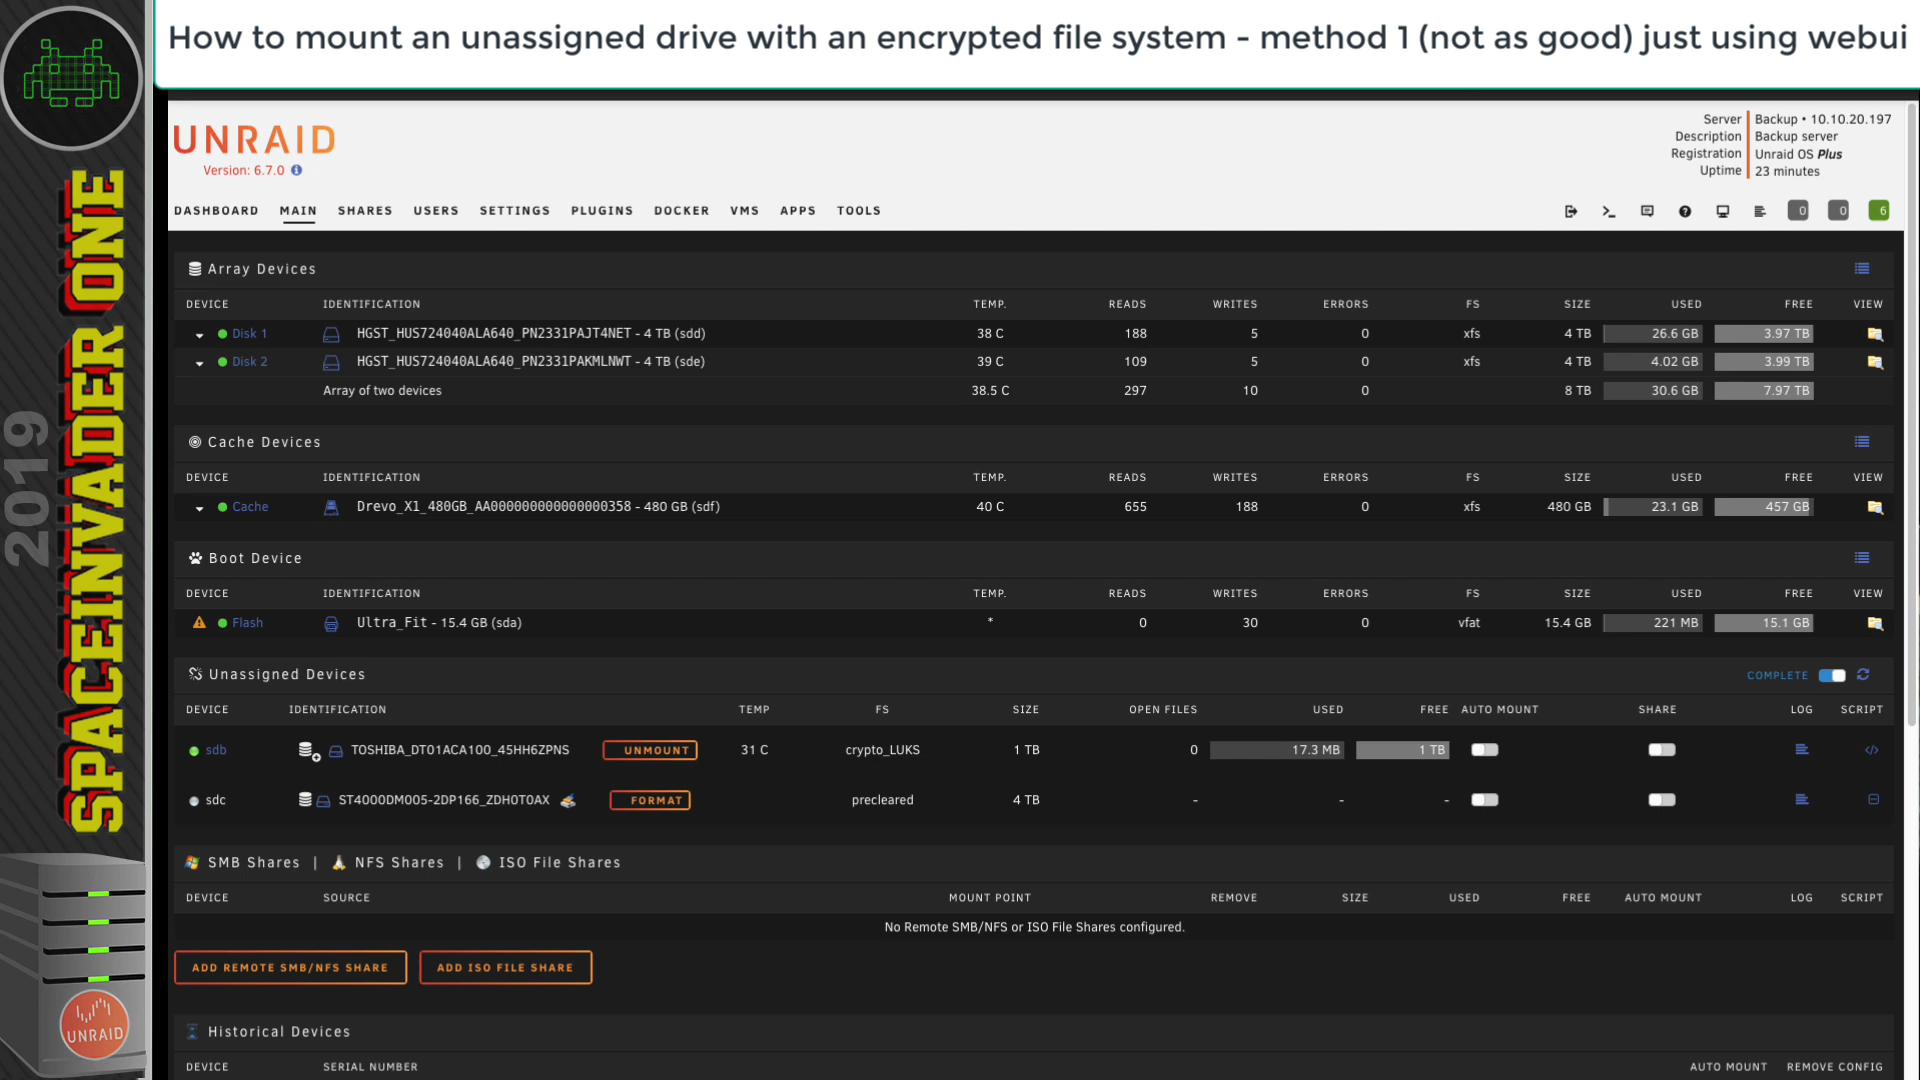 How to mount an unassigned drive with an encrypted file system - method 1 (not as good) just using webui
2019
SPACEINVADER ONE
UNRAID
UNRAID
Version: 6.7.0
Server Backup • 10.10.20.197
Description Backup server
Registration Unraid OS Plus
Uptime 23 minutes
DASHBOARD MAIN SHARES USERS SETTINGS PLUGINS DOCKER VMS APPS TOOLS 0 0 6
Array Devices
DEVICE IDENTIFICATION TEMP. READS WRITES ERRORS FS SIZE USED FREE VIEW
Disk 1 HGST_HUS724040ALA640_PN2331PAJT4NET - 4 TB (sdd) 38 C 188 5 0 xfs 4 TB 26.6 GB 3.97 TB
Disk 2 HGST_HUS724040ALA640_PN2331PAKMLNWT - 4 TB (sde) 39 C 109 5 0 xfs 4 TB 4.02 GB 3.99 TB
Array of two devices 38.5 C 297 10 0 8 TB 30.6 GB 7.97 TB
Cache Devices
DEVICE IDENTIFICATION TEMP. READS WRITES ERRORS FS SIZE USED FREE VIEW
Cache Drevo_X1_480GB_AA000000000000000358 - 480 GB (sdf) 40 C 655 188 0 xfs 480 GB 23.1 GB 457 GB
Boot Device
DEVICE IDENTIFICATION TEMP. READS WRITES ERRORS FS SIZE USED FREE VIEW
Flash Ultra_Fit - 15.4 GB (sda) * 0 30 0 vfat 15.4 GB 221 MB 15.1 GB
Unassigned Devices COMPLETE
DEVICE IDENTIFICATION TEMP FS SIZE OPEN FILES USED FREE AUTO MOUNT SHARE LOG SCRIPT
sdb TOSHIBA_DT01ACA100_45HH6ZPNS UNMOUNT 31 C crypto_LUKS 1 TB 0 17.3 MB 1 TB
sdc ST4000DM005-2DP166_ZDH0T0AX FORMAT precleared 4 TB - - -
SMB Shares | NFS Shares | ISO File Shares
DEVICE SOURCE MOUNT POINT REMOVE SIZE USED FREE AUTO MOUNT LOG SCRIPT
No Remote SMB/NFS or ISO File Shares configured.
ADD REMOTE SMB/NFS SHARE ADD ISO FILE SHARE
Historical Devices
DEVICE SERIAL NUMBER AUTO MOUNT REMOVE CONFIG